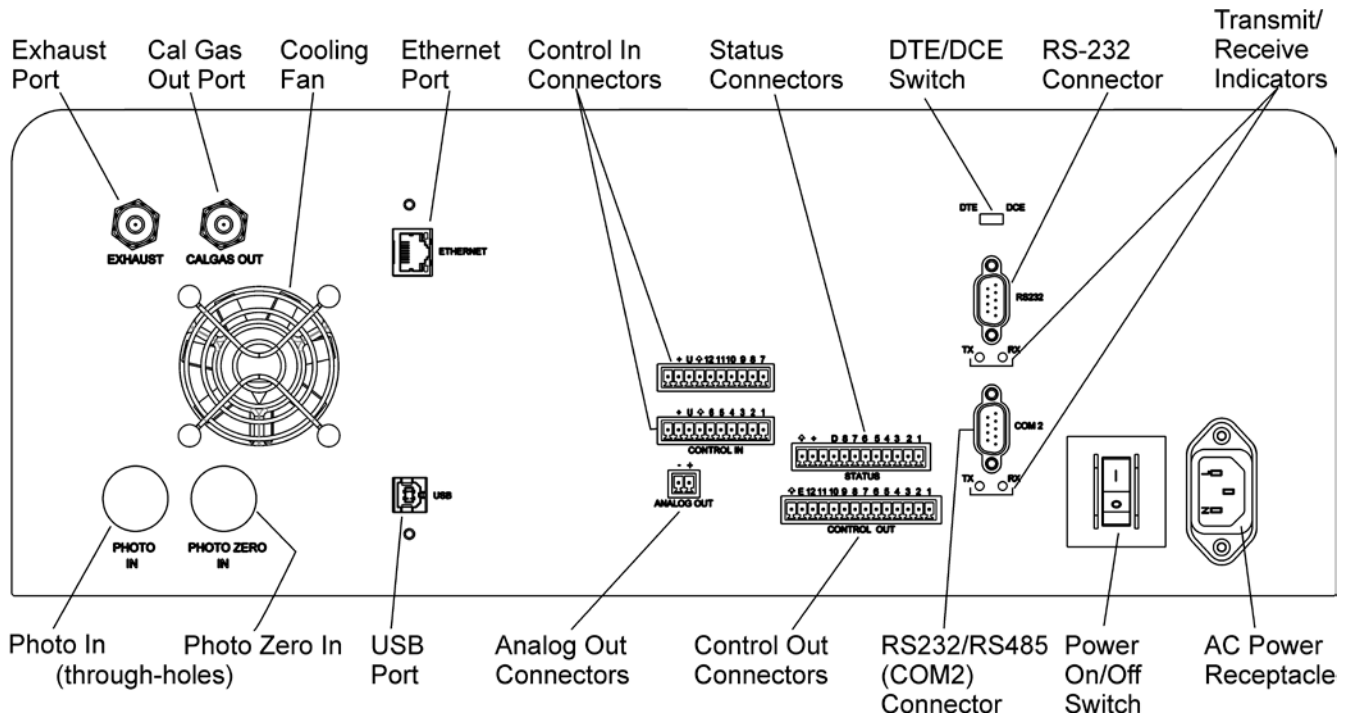 Exhaust
Port
Cal Gas
Out Port
Cooling
Fan
Ethernet
Port
Control In
Connectors
Status
Connectors
DTE/DCE
Switch
RS-232
Connector
Transmit/
Receive
Indicators
DTE DCE
EXHAUST
CALGAS OUT
ETHERNET
RS232
TX RX
+ U 12 11 10 9 8 7
+ U 6 5 4 3 2 1
CONTROL IN
COM 2
+ D 8 7 6 5 4 3 2 1
STATUS
TX RX
- +
ANALOG OUT
E 12 11 10 9 8 7 6 5 4 3 2 1
CONTROL OUT
USB
I
O
L
N
PHOTO
IN
PHOTO ZERO
IN
Photo In
(through-holes)
Photo Zero In
USB
Port
Analog Out
Connectors
Control Out
Connectors
RS232/RS485
(COM2)
Connector
Power
On/Off
Switch
AC Power
Receptacle